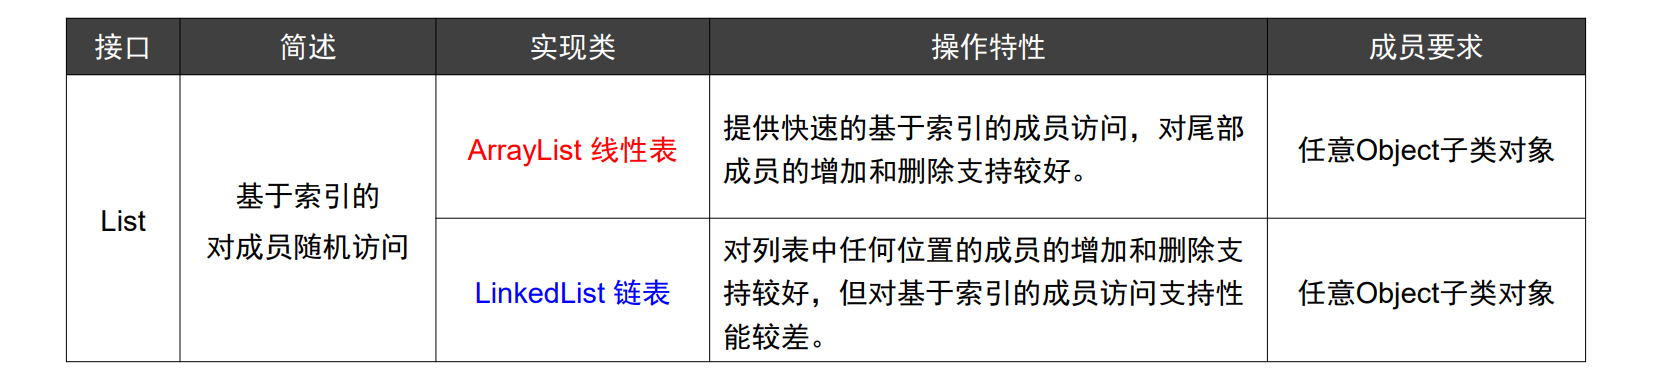 接口
简述
实现类
操作特性
成员要求
List
基于索引的
对成员随机访问
ArrayList 线性表
提供快速的基于索引的成员访问，对尾部
成员的增加和删除支持较好。
任意Object子类对象
LinkedList 链表
对列表中任何位置的成员的增加和删除支
持较好，但对基于索引的成员访问支持性
能较差。
任意Object子类对象